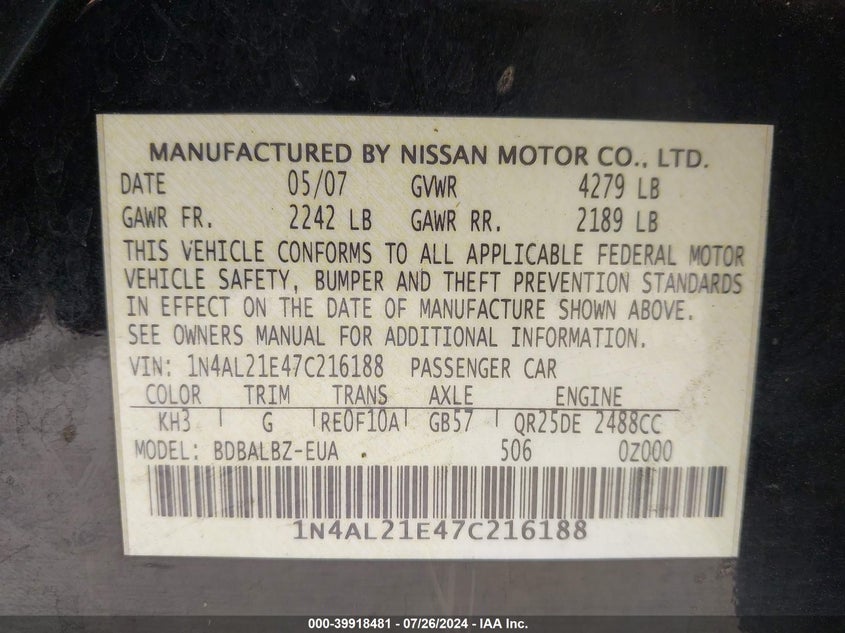 MANUFACTURED BY NISSAN MOTOR CO., LTD.
DATE 05/07 GVWR 4279 LB
GAWR FR. 2242 LB GAWR RR. 2189 LB
THIS VEHICLE CONFORMS TO ALL APPLICABLE FEDERAL MOTOR
VEHICLE SAFETY, BUMPER AND THEFT PREVENTION STANDARDS
IN EFFECT ON THE DATE OF MANUFACTURE SHOWN ABOVE.
SEE OWNERS MANUAL FOR ADDITIONAL INFORMATION.
VIN: 1N4AL21E47C216188 PASSENGER CAR
COLOR TRIM TRANS AXLE ENGINE
KH3 G RE0F10A GB57 QR25DE 2488CC
MODEL: BDBALBZ-EUA 506 0Z000
1N4AL21E47C216188
000-39918481 - 07/26/2024 - IAA Inc.